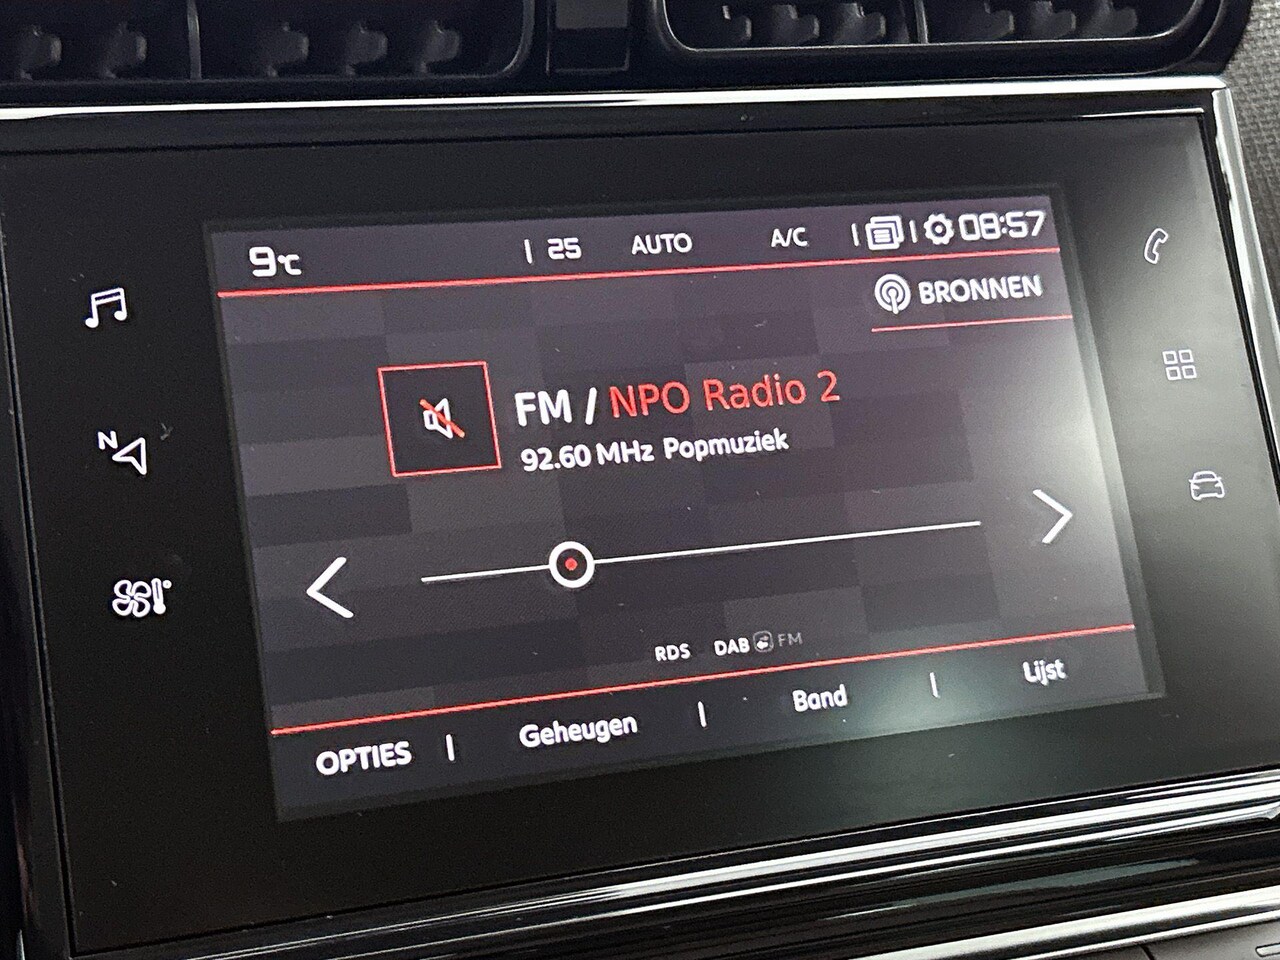 9°C | 25 AUTO A/C 08:57
BRONNEN
FM / NPO Radio 2
92.60 MHz Popmuziek
N
RDS DAB FM
OPTIES | Geheugen | Band | Lijst